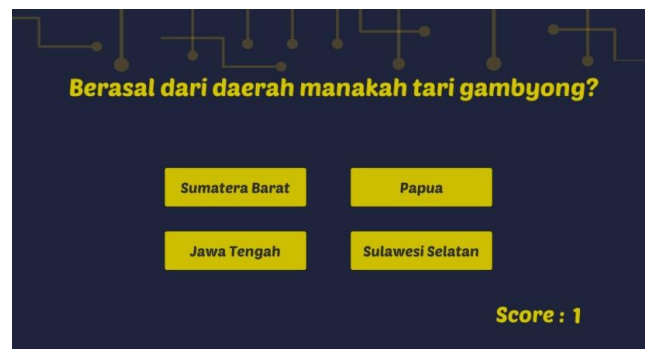 Berasal dari daerah manakah tari gambyong?
Sumatera Barat
Papua
Jawa Tengah
Sulawesi Selatan
Score : 1